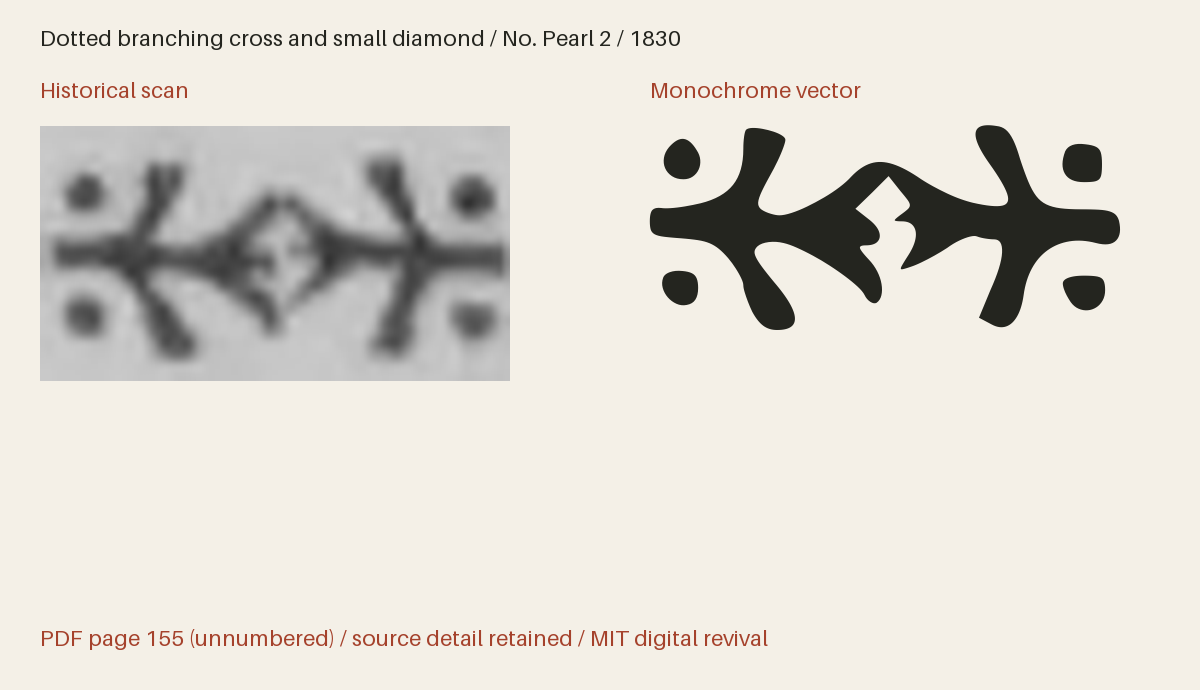 Dotted branching cross and small diamond / No. Pearl 2 / 1830
Historical scan
Monochrome vector
PDF page 155 (unnumbered) / source detail retained / MIT digital revival